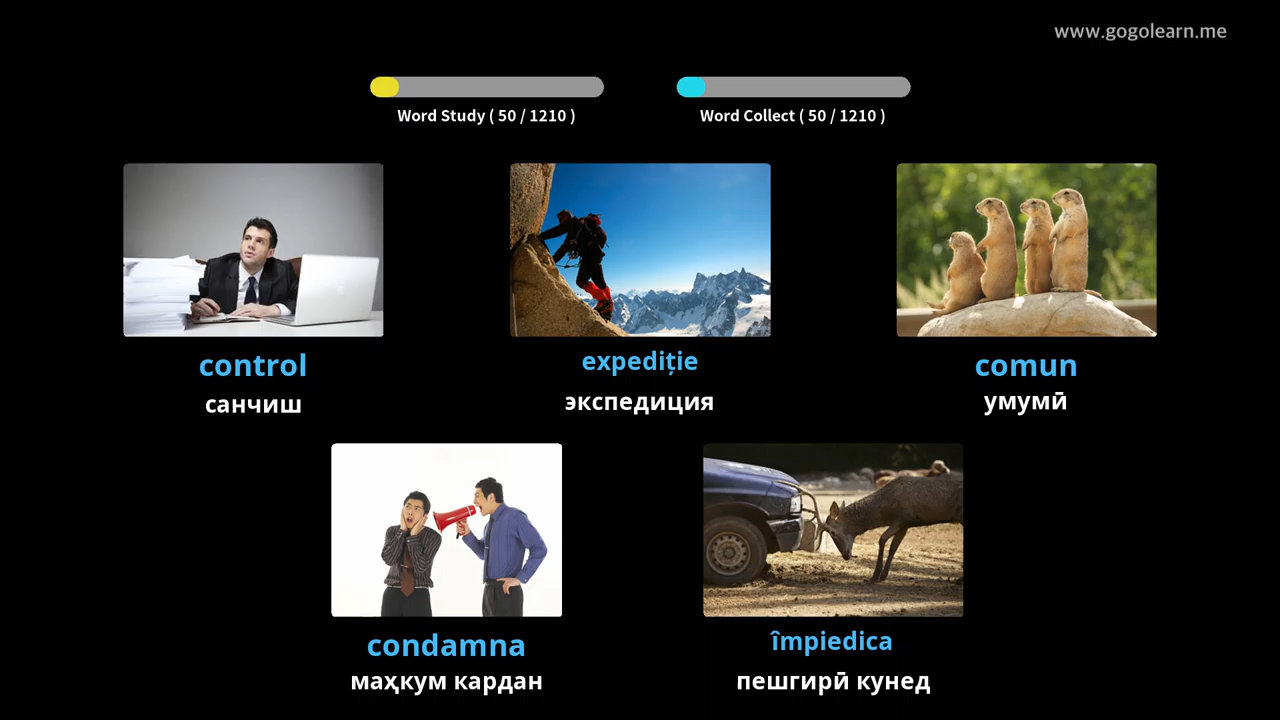 www.gogolearn.me
Word Study ( 50 / 1210 )
Word Collect ( 50 / 1210 )
control
санчиш
expediție
экспедиция
comun
умумӣ
condamna
маҳкум кардан
împiedica
пешгирӣ кунед